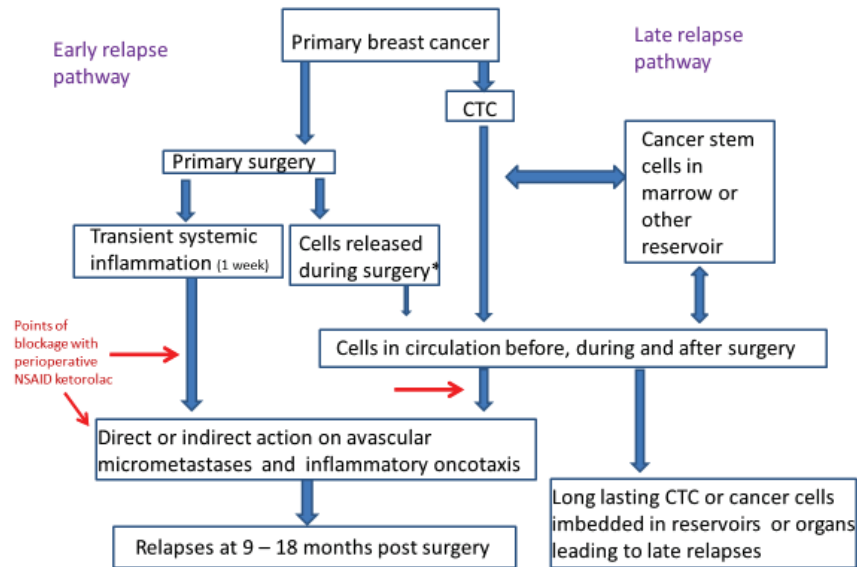 Early relapse
pathway
Primary breast cancer
Late relapse
pathway
CTC
Primary surgery
Cancer stem
cells in
marrow or
other
reservoir
Transient systemic
inflammation (1 week)
Cells released
during surgery*
Points of
blockage with
perioperative
NSAID ketorolac
Cells in circulation before, during and after surgery
Direct or indirect action on avascular
micrometastases and inflammatory oncotaxis
Long lasting CTC or cancer cells
imbedded in reservoirs or organs
leading to late relapses
Relapses at 9 – 18 months post surgery